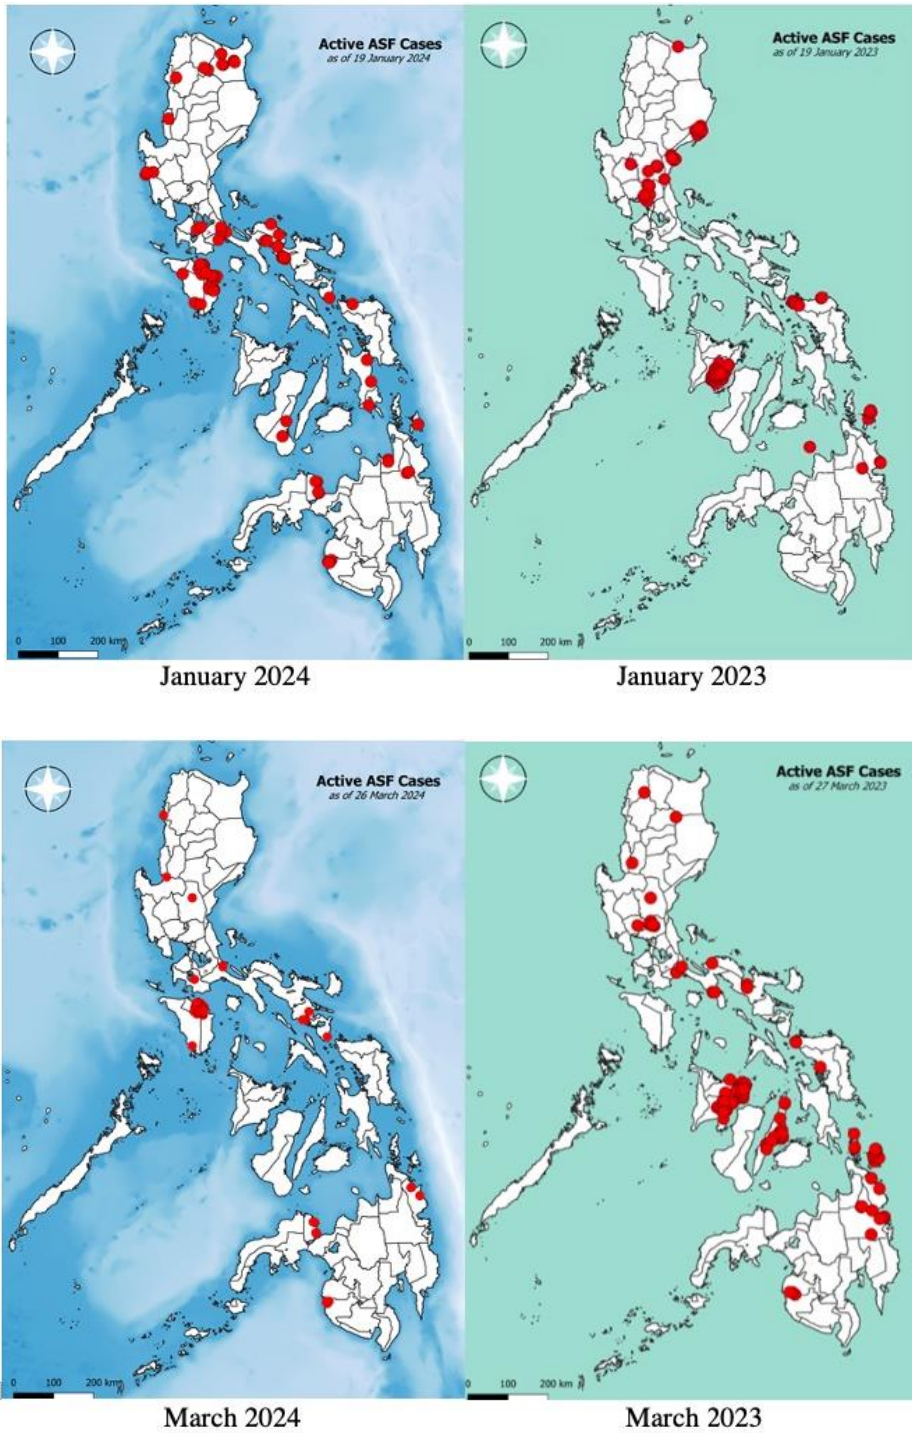 Active ASF Cases
as of 19 January 2024
0 100 200 km
January 2024
Active ASF Cases
as of 19 January 2023
0 100 200 km
January 2023
Active ASF Cases
as of 26 March 2024
0 100 200 km
March 2024
Active ASF Cases
as of 27 March 2023
0 100 200 km
March 2023